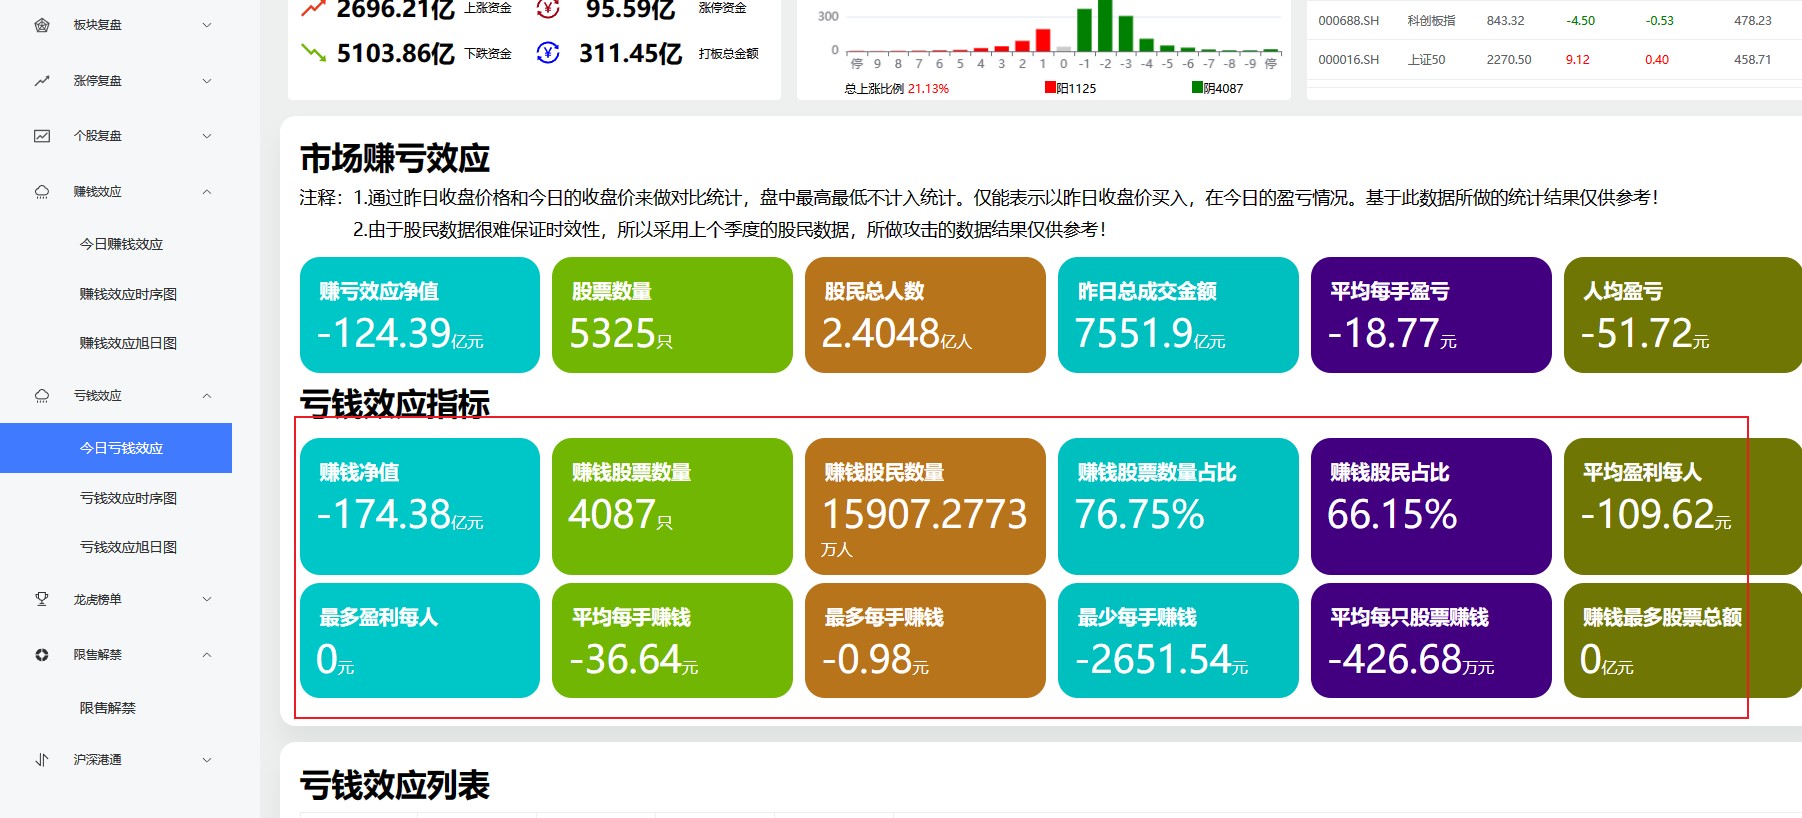 板块复盘
涨停复盘
个股复盘
赚钱效应
今日赚钱效应
赚钱效应时序图
赚钱效应旭日图
亏钱效应
今日亏钱效应
亏钱效应时序图
亏钱效应旭日图
龙虎榜单
限售解禁
限售解禁
沪深港通
2696.21亿 上涨资金 95.59亿 涨停资金
5103.86亿 下跌资金 311.45亿 打板总金额
300
0
停 9 8 7 6 5 4 3 2 1 0 -1 -2 -3 -4 -5 -6 -7 -8 -9 停
总上涨比例 21.13% 阳1125 阴4087
000688.SH 科创板指 843.32 -4.50 -0.53 478.23
000016.SH 上证50 2270.50 9.12 0.40 458.71
市场赚亏效应
注释：1.通过昨日收盘价格和今日的收盘价来做对比统计，盘中最高最低不计入统计。仅能表示以昨日收盘价买入，在今日的盈亏情况。基于此数据所做的统计结果仅供参考！
2.由于股民数据很难保证时效性，所以采用上个季度的股民数据，所做攻击的数据结果仅供参考！
赚亏效应净值 股票数量 股民总人数 昨日总成交金额 平均每手盈亏 人均盈亏
-124.39亿元 5325只 2.4048亿人 7551.9亿元 -18.77元 -51.72元
亏钱效应指标
赚钱净值 赚钱股票数量 赚钱股民数量 赚钱股票数量占比 赚钱股民占比 平均盈利每人
-174.38亿元 4087只 15907.2773 76.75% 66.15% -109.62元
万人
最多盈利每人 平均每手赚钱 最多每手赚钱 最少每手赚钱 平均每只股票赚钱 赚钱最多股票总额
0元 -36.64元 -0.98元 -2651.54元 -426.68万元 0亿元
亏钱效应列表